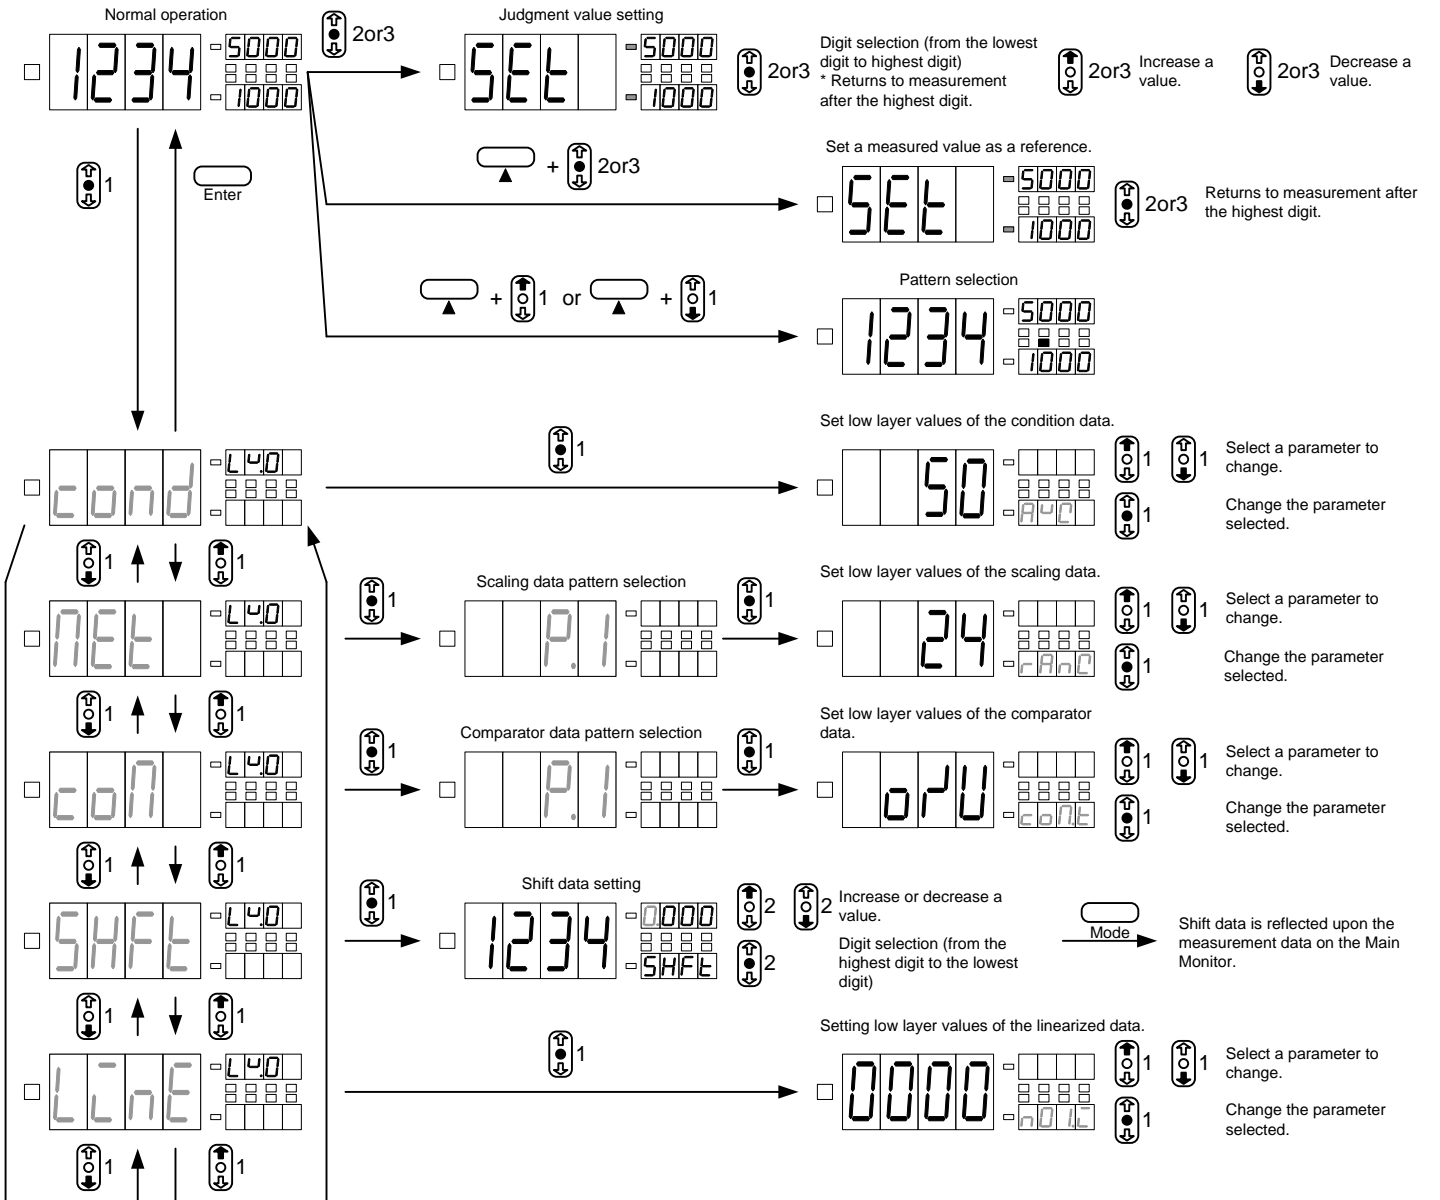 Normal operation
1234
5000
1000
2or3
Judgment value setting
SEt
5000
1000
2or3
Digit selection (from the lowest
digit to highest digit)
* Returns to measurement
after the highest digit.
2or3
Increase a
value.
2or3
Decrease a
value.
1
Enter
+
2or3
Set a measured value as a reference.
SEt
5000
1000
2or3
Returns to measurement after
the highest digit.
+
1
or
+
1
Pattern selection
1234
5000
1000
cond
Lv.0
1
Set low layer values of the condition data.
50
AvC
1
1
Select a parameter to
change.
1
Change the parameter
selected.
1
1
MEt
Lv.0
1
Scaling data pattern selection
P.1
1
Set low layer values of the scaling data.
24
rAnC
1
1
Select a parameter to
change.
1
Change the parameter
selected.
1
1
coM
Lv.0
1
Comparator data pattern selection
P.1
1
Set low layer values of the comparator
data.
orU
coM.t
1
1
Select a parameter to
change.
1
Change the parameter
selected.
1
1
SHFt
Lv.0
1
Shift data setting
1234
0.000
SHFt
2
2
Increase or decrease a
value.
2
Digit selection (from the
highest digit to the lowest
digit)
Mode
Shift data is reflected upon the
measurement data on the Main
Monitor.
1
1
LinE
Lv.0
1
Setting low layer values of the linearized data.
0000
n01.i
1
1
Select a parameter to
change.
1
Change the parameter
selected.
1
1